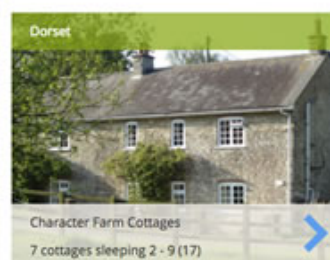 Dorset
Character Farm Cottages
7 cottages sleeping 2 - 9 (17)